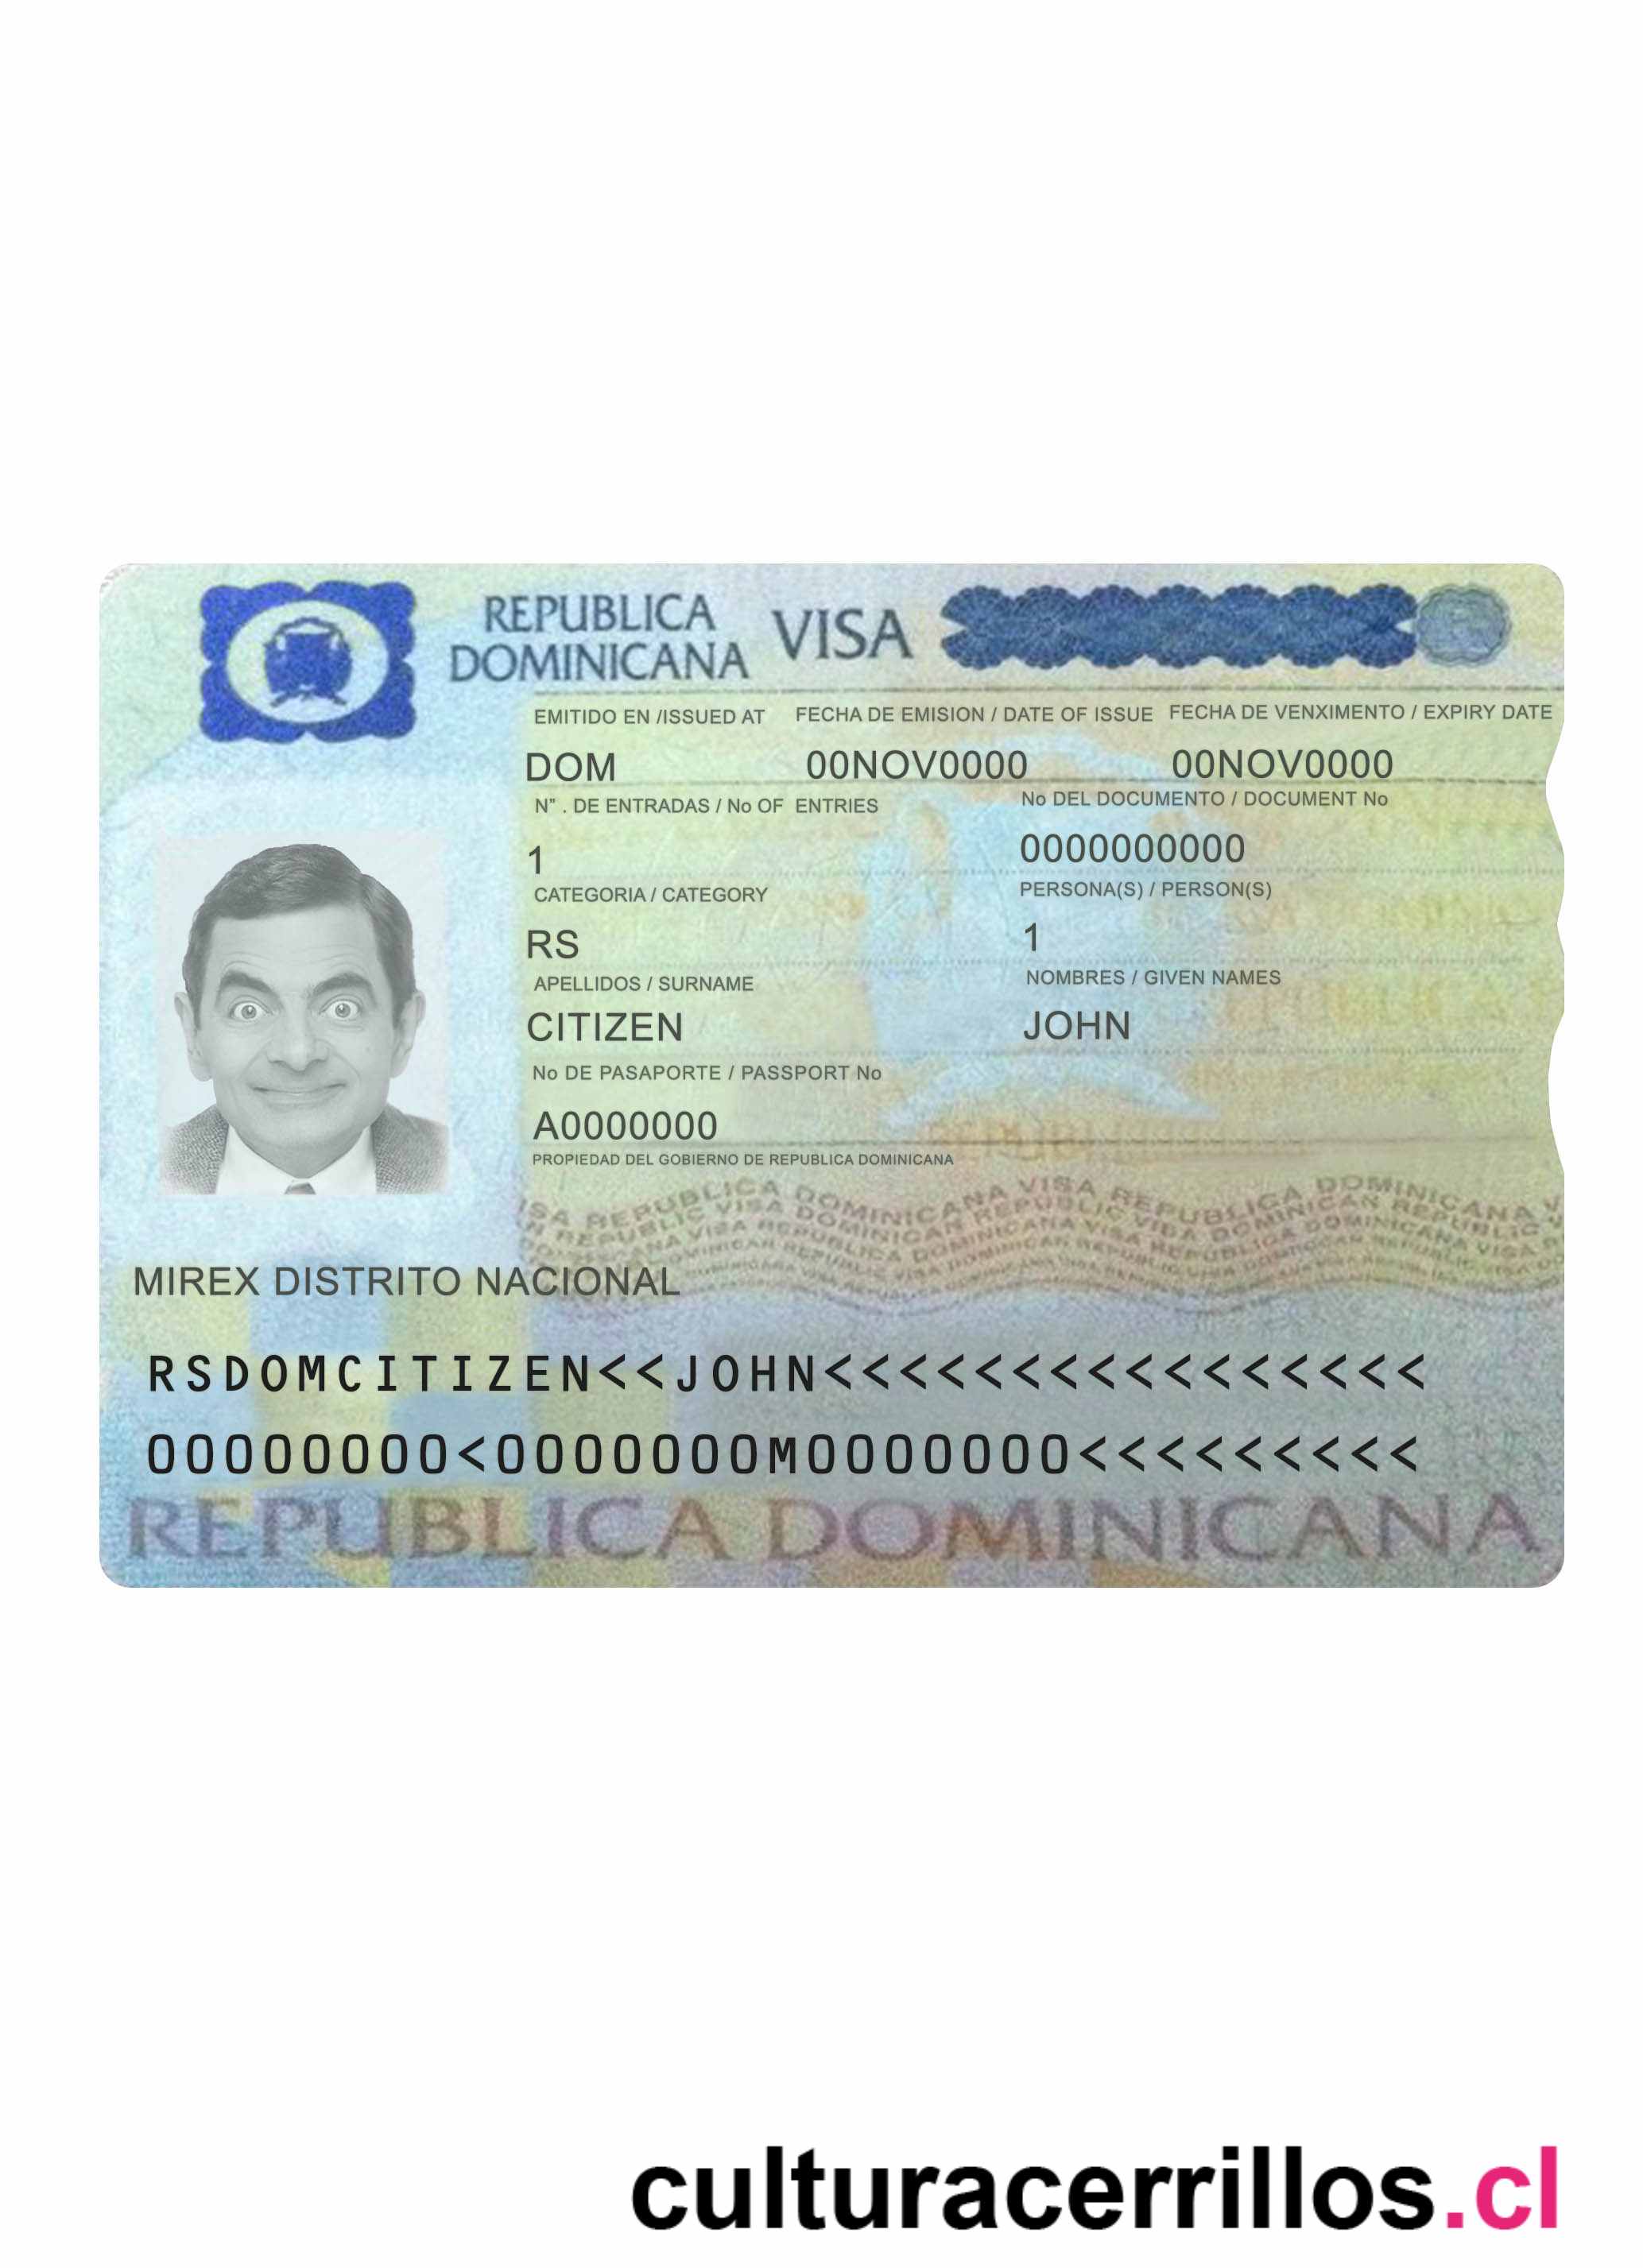 REPUBLICA
DOMINICANA
VISA
EMITIDO EN /ISSUED AT FECHA DE EMISION / DATE OF ISSUE FECHA DE VENXIMENTO / EXPIRY DATE
DOM 00NOV0000 00NOV0000
N" . DE ENTRADAS / No OF ENTRIES No DEL DOCUMENTO / DOCUMENT No
1 0000000000
CATEGORIA / CATEGORY PERSONA(S) / PERSON(S)
RS 1
APELLIDOS / SURNAME NOMBRES / GIVEN NAMES
CITIZEN JOHN
No DE PASAPORTE / PASSPORT No
A0000000
PROPIEDAD DEL GOBIERNO DE REPUBLICA DOMINICANA
ISA REPUBLICA DOMINICANA VISA REPUBLICA DOMINICANA V
MIREX DISTRITO NACIONAL
RSDOMCITIZEN<<JOHN<<<<<<<<<<<<<<<<
00000000<0000000M0000000<<<<<<<<<
REPUBLICA DOMINICANA
culturacerrillos.cl